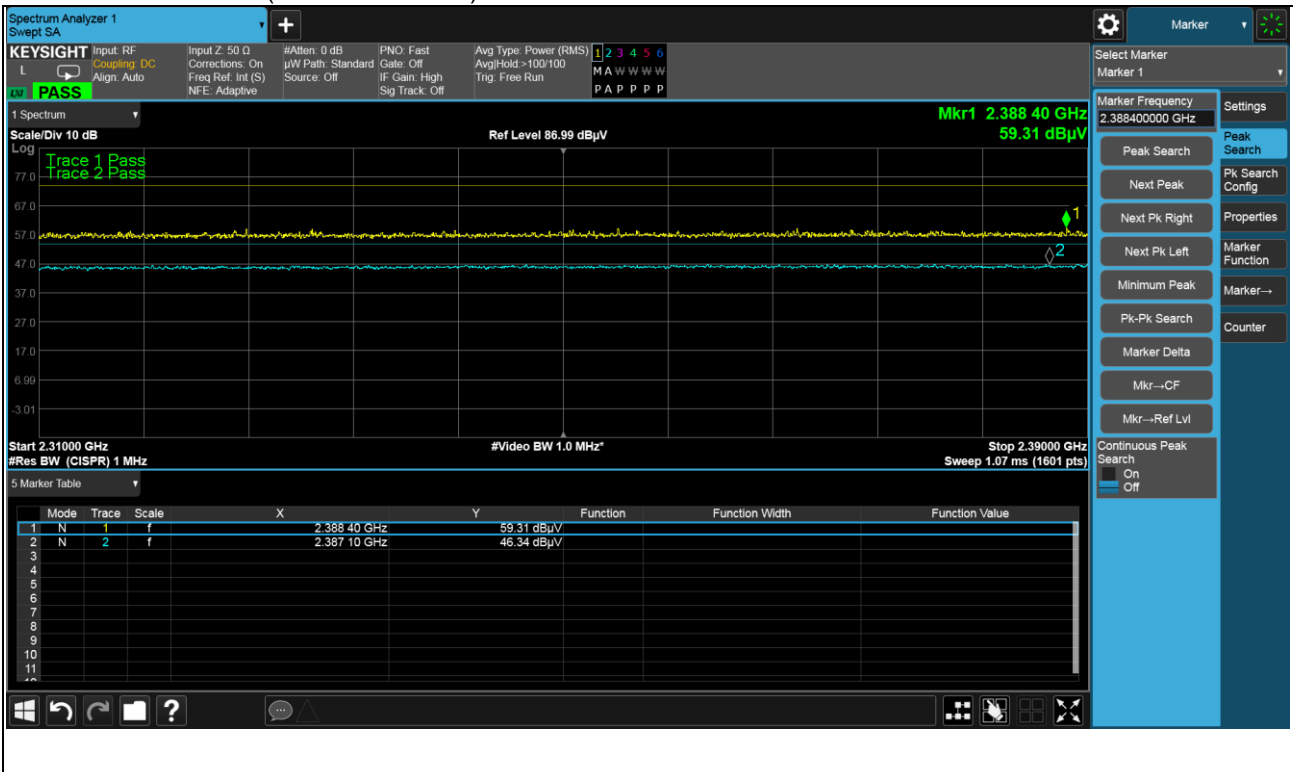 Spectrum Analyzer 1
Swept SA
+
Marker
KEYSIGHT Input: RF Input Z: 50 Ω #Atten: 0 dB PNO: Fast Avg Type: Power (RMS) 1 2 3 4 5 6
L Coupling: DC Corrections: On µW Path: Standard Gate: Off Avg|Hold:>100/100 M A W W W W
Align: Auto Freq Ref: Int (S) Source: Off IF Gain: High Trig: Free Run
LXI PASS NFE: Adaptive Sig Track: Off P A P P P P
Select Marker
Marker 1
1 Spectrum
Mkr1 2.388 40 GHz
Scale/Div 10 dB Ref Level 86.99 dBµV 59.31 dBµV
Log
Trace 1 Pass
Trace 2 Pass
77.0
67.0
57.0
47.0
37.0
27.0
17.0
6.99
-3.01
1
2
Start 2.31000 GHz #Video BW 1.0 MHz* Stop 2.39000 GHz
#Res BW (CISPR) 1 MHz Sweep 1.07 ms (1601 pts)
Marker Frequency
2.388400000 GHz
Peak Search
Next Peak
Next Pk Right
Next Pk Left
Minimum Peak
Pk-Pk Search
Marker Delta
Mkr→CF
Mkr→Ref Lvl
Continuous Peak
Search
On
Off
Settings
Peak
Search
Pk Search
Config
Properties
Marker
Function
Marker→
Counter
5 Marker Table
Mode Trace Scale X Y Function Function Width Function Value
1 N 1 f 2.388 40 GHz 59.31 dBµV
2 N 2 f 2.387 10 GHz 46.34 dBµV
3
4
5
6
7
8
9
10
11
?